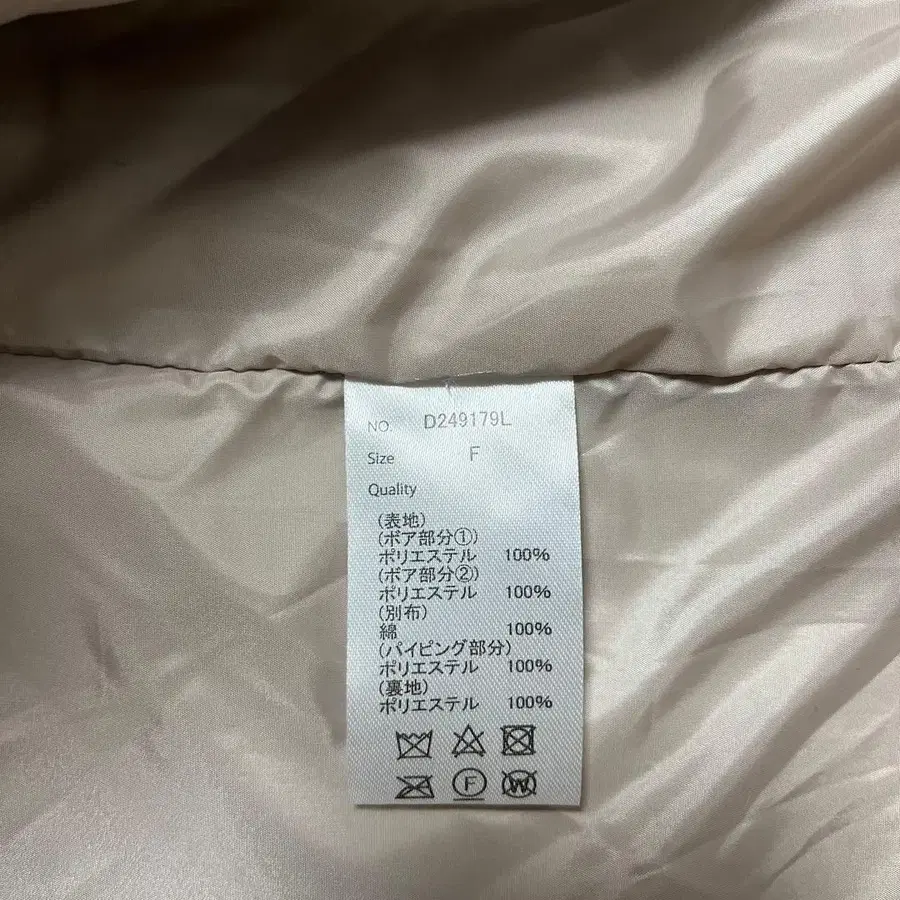 NO. D249179L
Size F
Quality
(表地)
(ボア部分①)
ポリエステル 100%
(ボア部分②)
ポリエステル 100%
(別布)
綿 100%
(パイピング部分)
ポリエステル 100%
(裏地)
ポリエステル 100%
F W